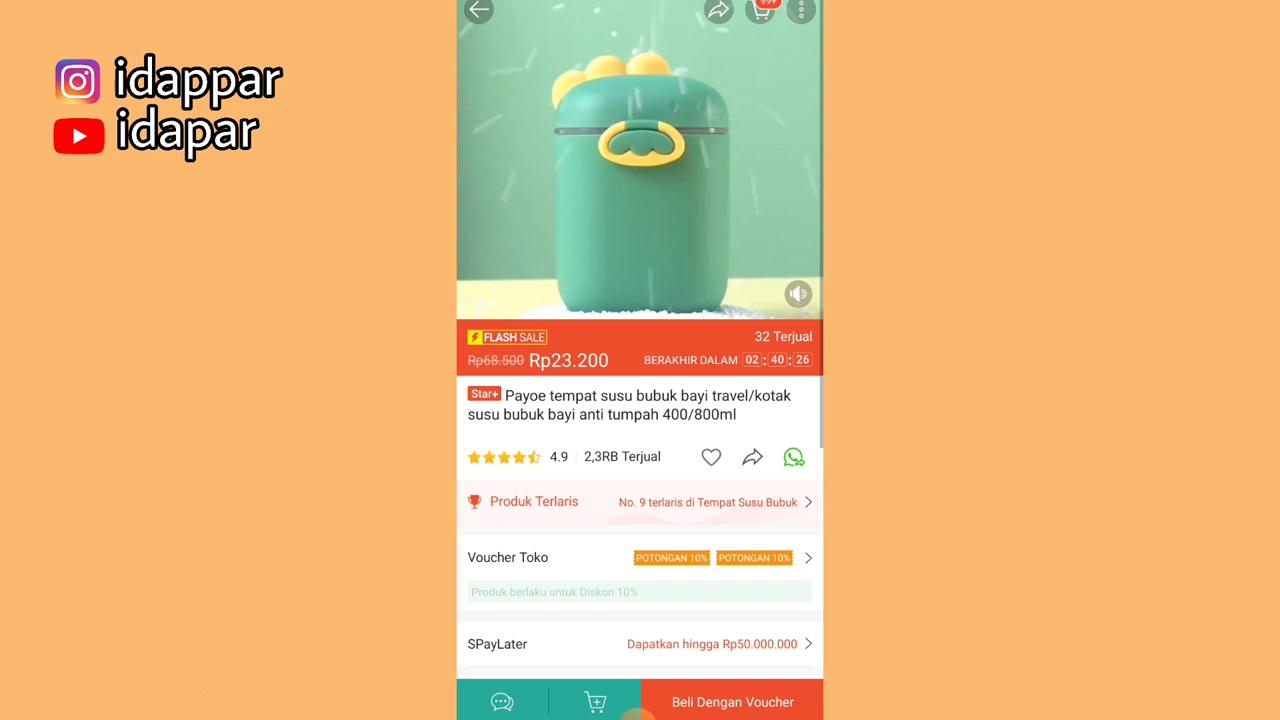 idappar
idapar
99+
FLASH SALE
32 Terjual
Rp68.500 Rp23.200
BERAKHIR DALAM 02:40:26
Star+ Payoe tempat susu bubuk bayi travel/kotak
susu bubuk bayi anti tumpah 400/800ml
4.9 2,3RB Terjual
Produk Terlaris
No. 9 terlaris di Tempat Susu Bubuk
Voucher Toko
POTONGAN 10% POTONGAN 10%
Produk berlaku untuk Diskon 10%
SPayLater
Dapatkan hingga Rp50.000.000
Beli Dengan Voucher